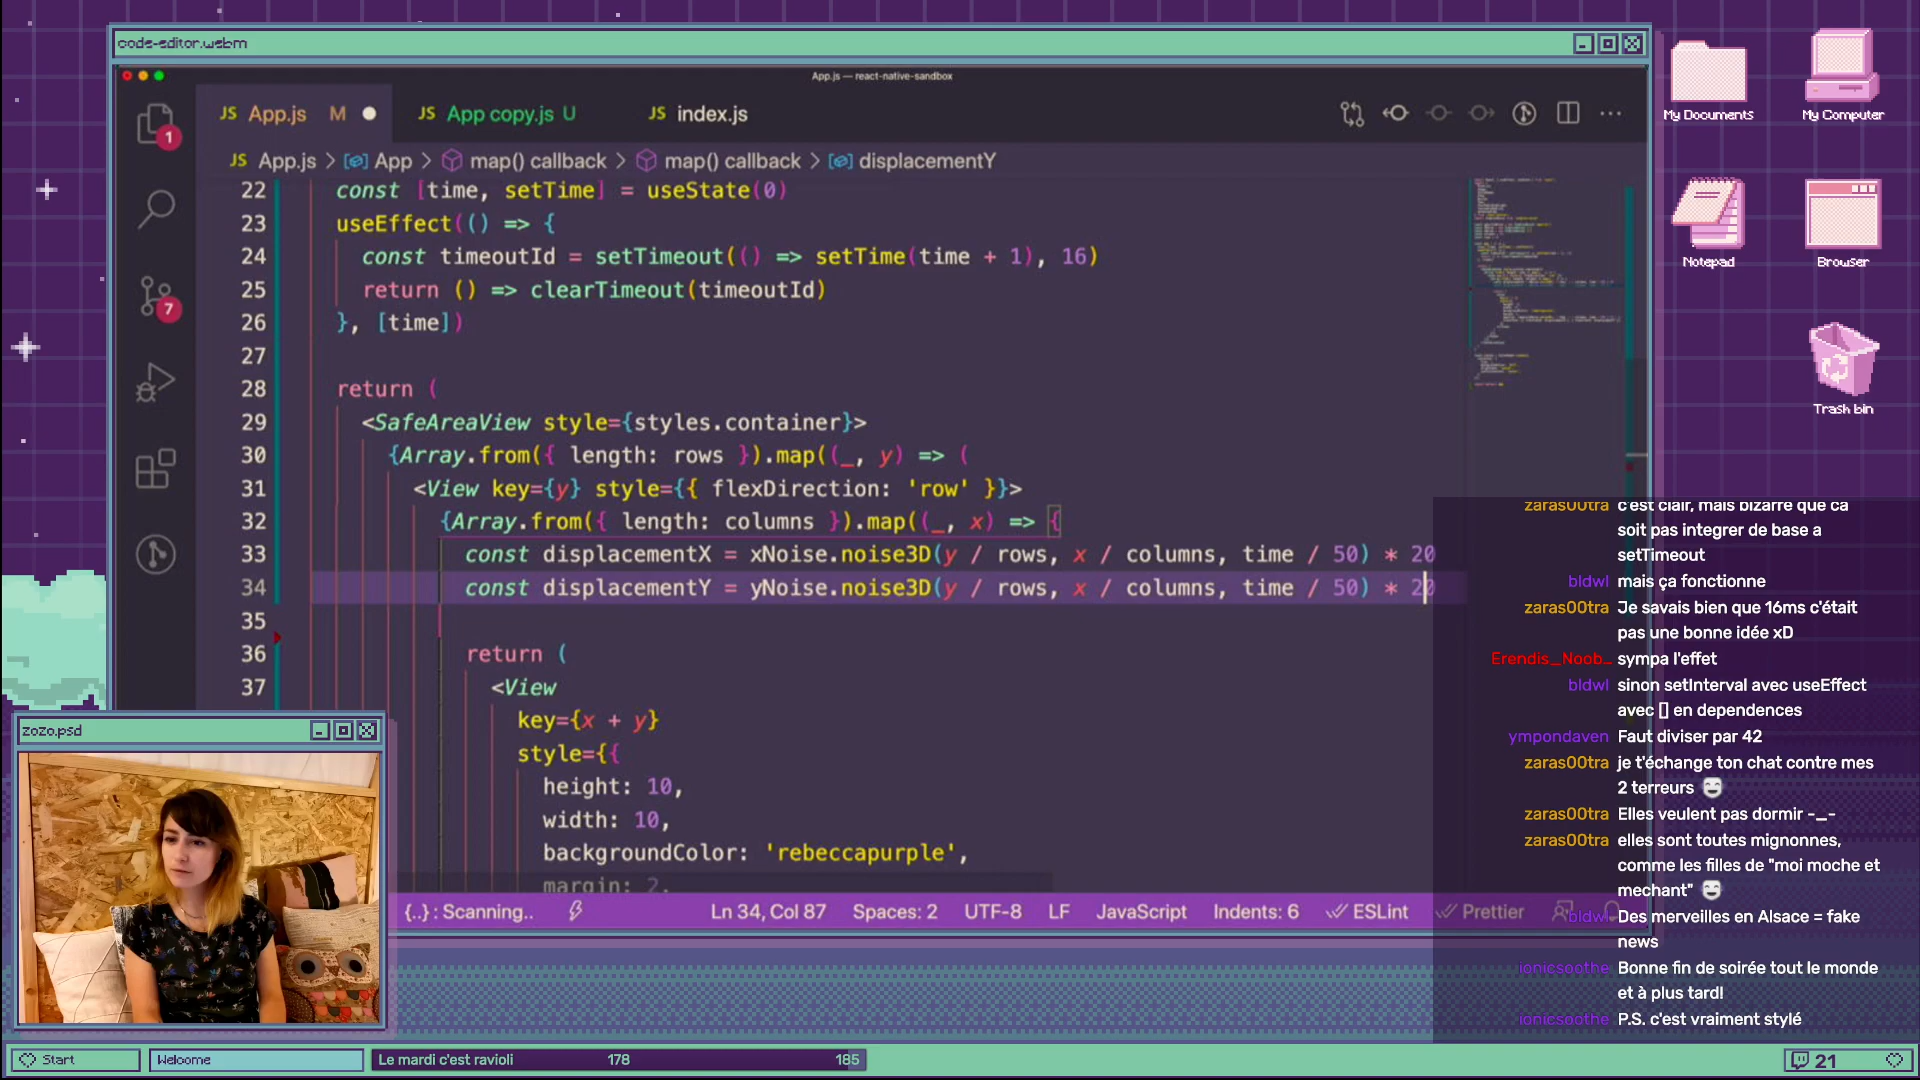 code-editor.webm
App.js — react-native-sandbox
JS App.js M
JS App copy.js U
JS index.js
1
JS App.js > App > map() callback > map() callback > displacementY
22 const [time, setTime] = useState(0)
23 useEffect(() => {
24 const timeoutId = setTimeout(() => setTime(time + 1), 16)
25 return () => clearTimeout(timeoutId)
26 }, [time])
27
28 return (
29 <SafeAreaView style={styles.container}>
30 {Array.from({ length: rows }).map((_, y) => (
31 <View key={y} style={{ flexDirection: 'row' }}>
32 {Array.from({ length: columns }).map((_, x) => {
33 const displacementX = xNoise.noise3D(y / rows, x / columns, time / 50) * 20
34 const displacementY = yNoise.noise3D(y / rows, x / columns, time / 50) * 20
35
36 return (
37 <View
key={x + y}
style={{
height: 10,
width: 10,
backgroundColor: 'rebeccapurple',
margin: 2,
7
{..} : Scanning..
Ln 34, Col 87
Spaces: 2
UTF-8
LF
JavaScript
Indents: 6
ESLint
Prettier
My Documents
My Computer
Notepad
Browser
Trash bin
zaras00tra c'est clair, mais bizarre que ca
soit pas integrer de base a
setTimeout
bldwl mais ça fonctionne
zaras00tra Je savais bien que 16ms c'était
pas une bonne idée xD
Erendis_Noob_ sympa l'effet
bldwl sinon setInterval avec useEffect
avec [] en dependences
ympondaven Faut diviser par 42
zaras00tra je t'échange ton chat contre mes
2 terreurs
zaras00tra Elles veulent pas dormir -_-
zaras00tra elles sont toutes mignonnes,
comme les filles de "moi moche et
mechant"
bldwl Des merveilles en Alsace = fake
news
ionicsoothe Bonne fin de soirée tout le monde
et à plus tard!
ionicsoothe P.S. c'est vraiment stylé
zozo.psd
Start
Welcome
Le mardi c'est ravioli 178 185
21